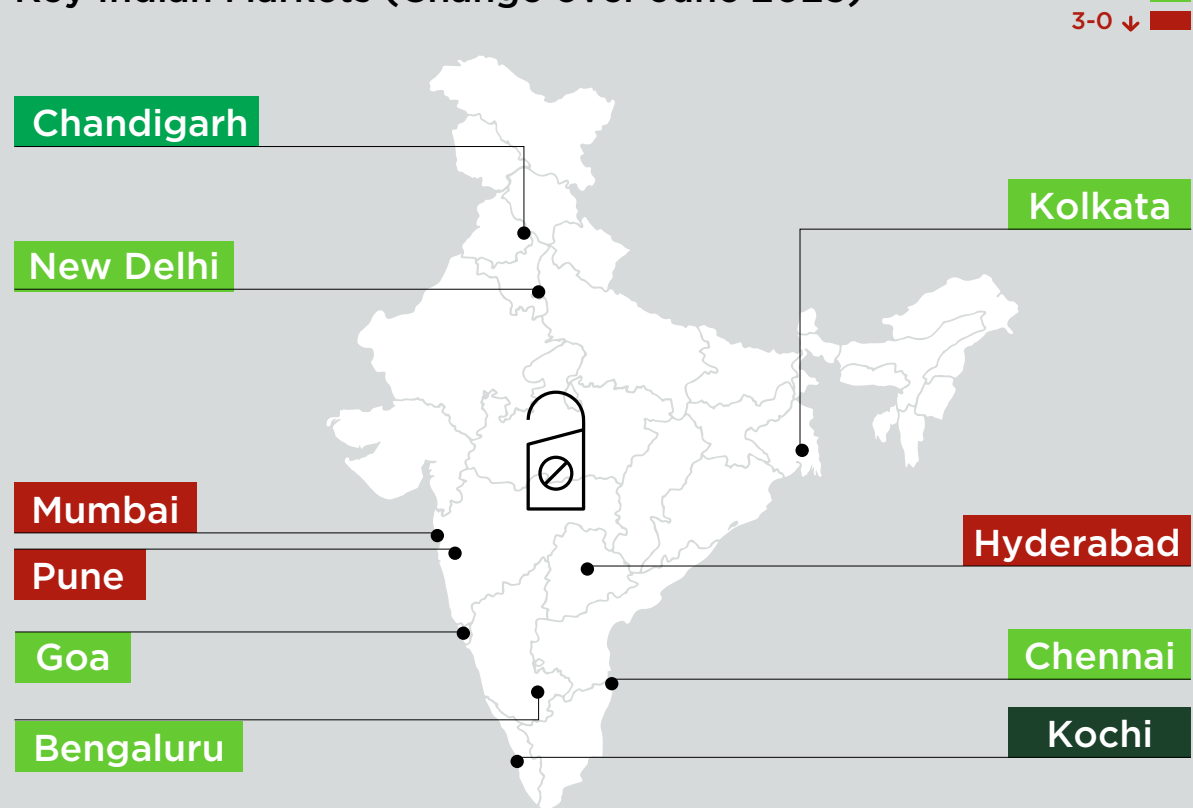 3-0
Chandigarh
Kolkata
New Delhi
Mumbai
Hyderabad
Pune
Goa
Chennai
Bengaluru
Kochi